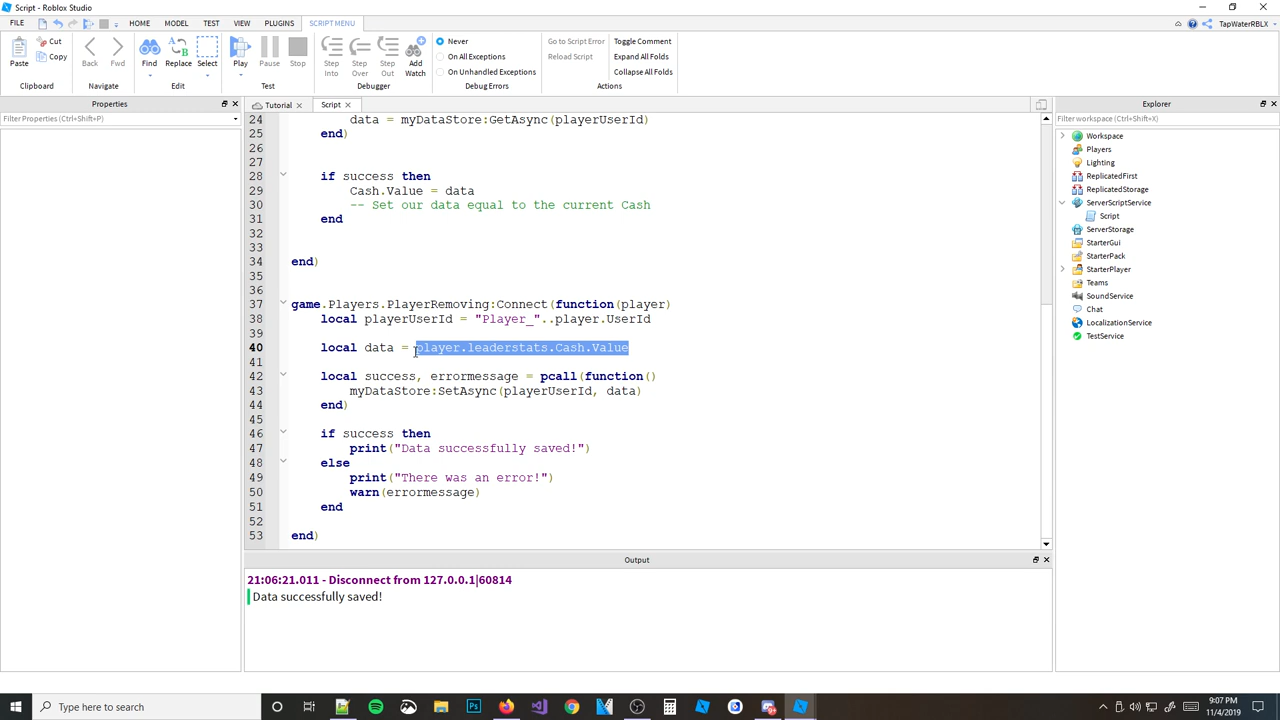 Script - Roblox Studio
FILE HOME MODEL TEST VIEW PLUGINS SCRIPT MENU TapWaterRBLX
Paste Cut Copy Back Fwd Find Replace Select Play Pause Stop Step Into Step Over Step Out Add Watch
Never
On All Exceptions
On Unhandled Exceptions
Go to Script Error
Reload Script
Toggle Comment
Expand All Folds
Collapse All Folds
Clipboard Navigate Edit Test Debugger Debug Errors Actions
Properties
Filter Properties (Ctrl+Shift+P)
Tutorial Script
Explorer
Filter workspace (Ctrl+Shift+X)
Workspace
Players
Lighting
ReplicatedFirst
ReplicatedStorage
ServerScriptService
Script
ServerStorage
StarterGui
StarterPack
StarterPlayer
Teams
SoundService
Chat
LocalizationService
TestService
24 data = myDataStore:GetAsync(playerUserId)
25 end)
26
27
28 if success then
29 Cash.Value = data
30 -- Set our data equal to the current Cash
31 end
32
33
34 end)
35
36
37 game.Players.PlayerRemoving:Connect(function(player)
38 local playerUserId = "Player_"..player.UserId
39
40 local data = player.leaderstats.Cash.Value
41
42 local success, errormessage = pcall(function()
43 myDataStore:SetAsync(playerUserId, data)
44 end)
45
46 if success then
47 print("Data successfully saved!")
48 else
49 print("There was an error!")
50 warn(errormessage)
51 end
52
53 end)
Output
21:06:21.011 - Disconnect from 127.0.0.1|60814
Data successfully saved!
Type here to search
9:07 PM
11/4/2019